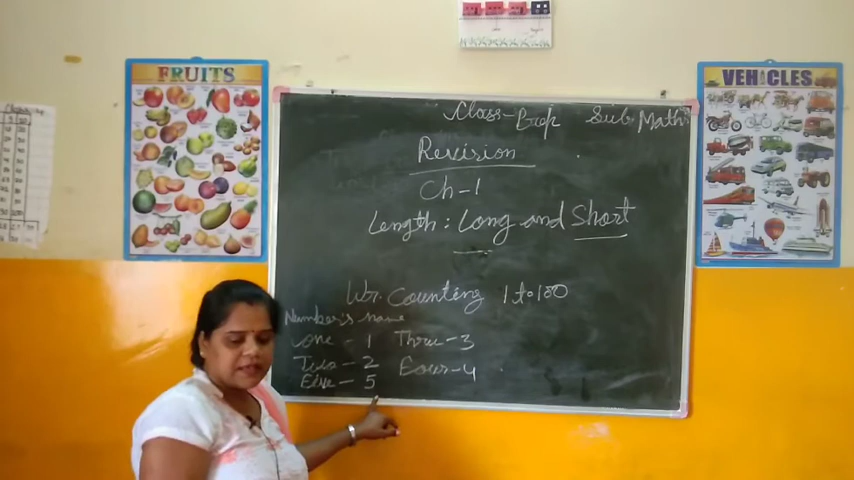 FRUITS
VEHICLES
Class-Prep Sub Maths
Revision
Ch-1
Length: Long and Short
Wr. Counting 1 to 100
Number's name
one - 1 Three - 3
Two - 2 Four - 4
Five - 5